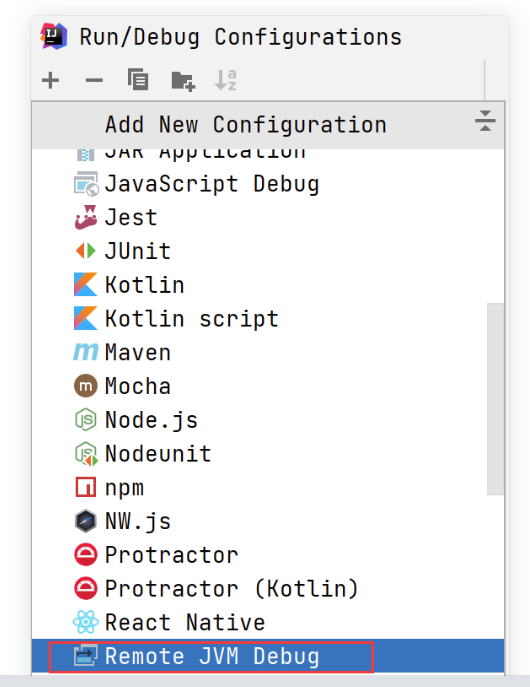 Run/Debug Configurations
Add New Configuration
JAR Application
JavaScript Debug
Jest
JUnit
Kotlin
Kotlin script
Maven
Mocha
Node.js
Nodeunit
npm
NW.js
Protractor
Protractor (Kotlin)
React Native
Remote JVM Debug